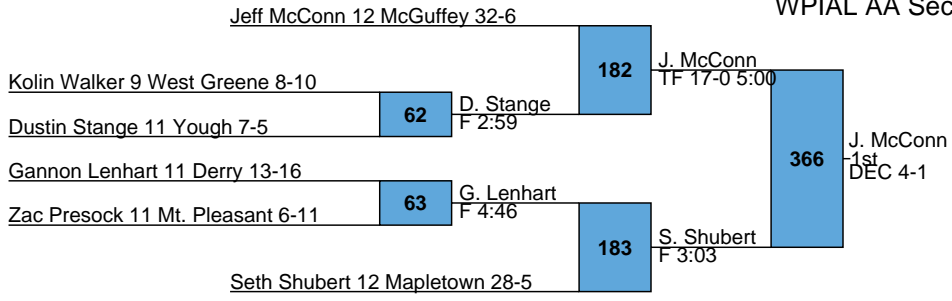 WPIAL AA Sec
Jeff McConn 12 McGuffey 32-6
182
J. McConn
TF 17-0 5:00
Kolin Walker 9 West Greene 8-10
62
D. Stange
F 2:59
Dustin Stange 11 Yough 7-5
366
J. McConn
1st
DEC 4-1
Gannon Lenhart 11 Derry 13-16
63
G. Lenhart
F 4:46
Zac Presock 11 Mt. Pleasant 6-11
183
S. Shubert
F 3:03
Seth Shubert 12 Mapletown 28-5